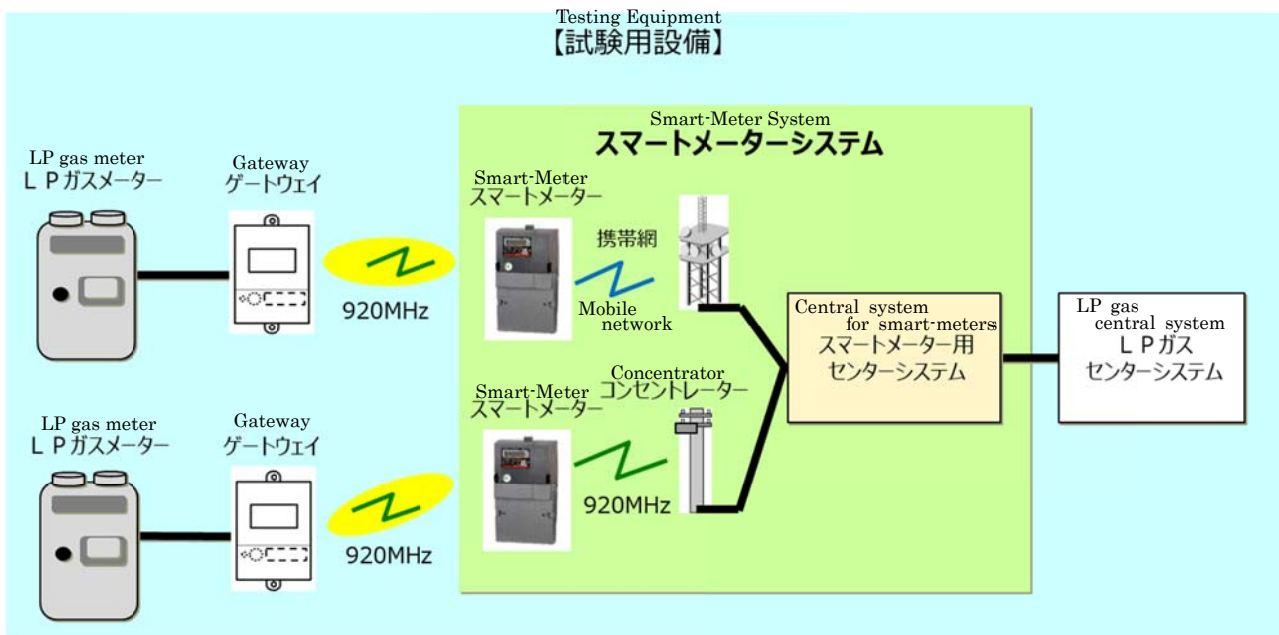 Testing Equipment
【試験用設備】
Smart-Meter System
スマートメーターシステム
LP gas meter
LPガスメーター
Gateway
ゲートウェイ
920MHz
Smart-Meter
スマートメーター
携帯網
Mobile
network
Central system
for smart-meters
スマートメーター用
センターシステム
LP gas
central system
LPガス
センターシステム
LP gas meter
LPガスメーター
Gateway
ゲートウェイ
920MHz
Smart-Meter
スマートメーター
Concentrator
コンセントレーター
920MHz